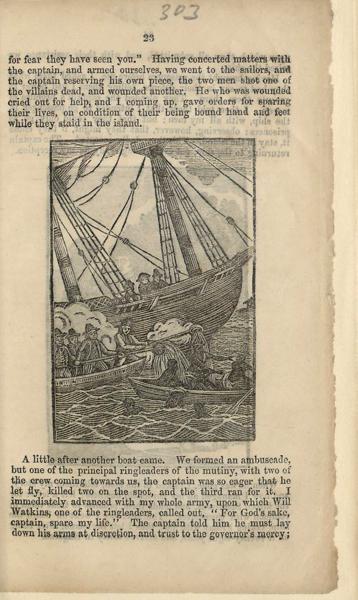 303
23
for fear they have seen you." Having concerted matters with
the captain, and armed ourselves, we went to the sailors, and
the captain reserving his own piece, the two men shot one of
the villains dead, and wounded another. He who was wounded
cried out for help, and I coming up, gave orders for sparing
their lives, on condition of their being bound hand and feet
while they staid in the island.
A little after another boat came. We formed an ambuscade,
but one of the principal ringleaders of the mutiny, with two of
the crew coming towards us, the captain was so eager that he
let fly, killed two on the spot, and the third ran for it. I
immediately advanced with my whole army, upon which Will
Watkins, one of the ringleaders, called out, "For God's sake,
captain, spare my life." The captain told him he must lay
down his arms at discretion, and trust to the governor's mercy;